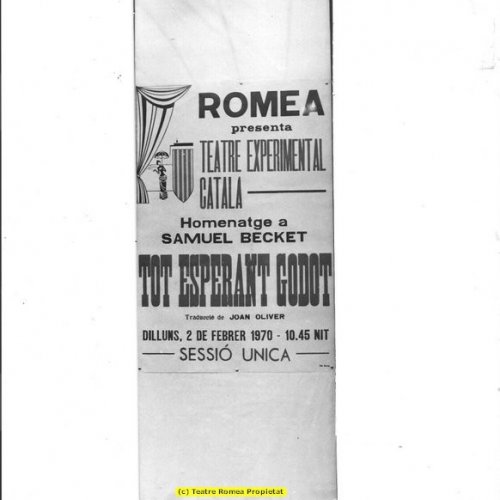 ROMEA
presenta
TEATRE EXPERIMENTAL
CATALA
Homenatge a
SAMUEL BECKET
TOT ESPERANT GODOT
Traducció de JOAN OLIVER
DILLUNS, 2 DE FEBRER 1970 - 10.45 NIT
SESSIÓ UNICA
(c) Teatre Romea Propietat